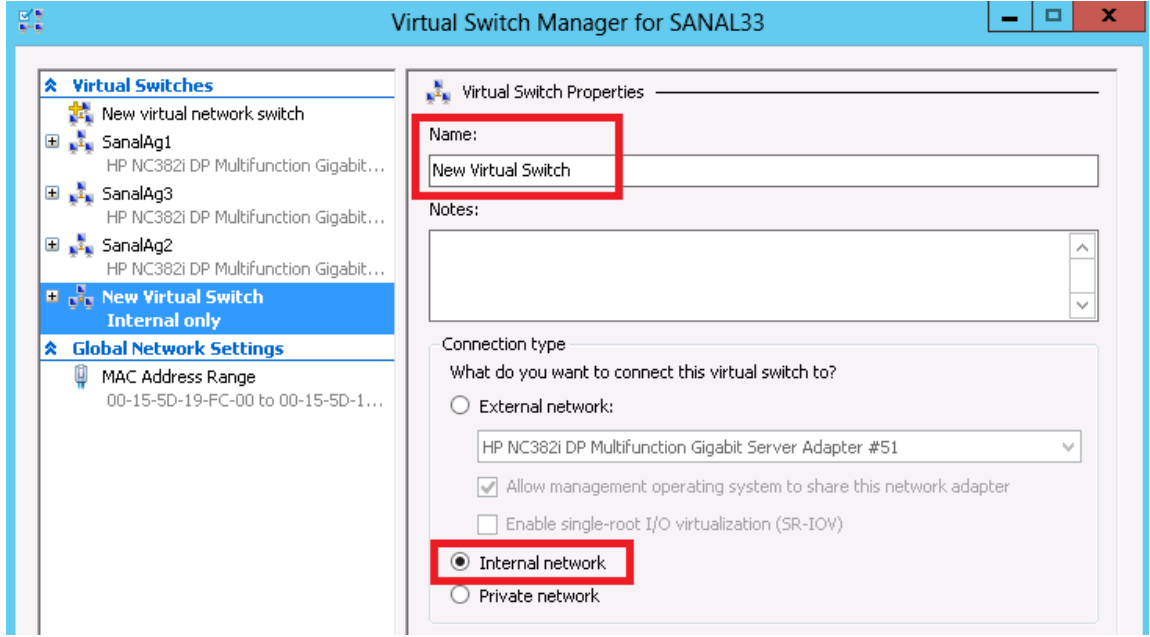 Virtual Switch Manager for SANAL33
Virtual Switches
New virtual network switch
SanalAg1
HP NC382i DP Multifunction Gigabit...
SanalAg3
HP NC382i DP Multifunction Gigabit...
SanalAg2
HP NC382i DP Multifunction Gigabit...
New Virtual Switch
Internal only
Global Network Settings
MAC Address Range
00-15-5D-19-FC-00 to 00-15-5D-1...
Virtual Switch Properties
Name:
New Virtual Switch
Notes:
Connection type
What do you want to connect this virtual switch to?
External network:
HP NC382i DP Multifunction Gigabit Server Adapter #51
Allow management operating system to share this network adapter
Enable single-root I/O virtualization (SR-IOV)
Internal network
Private network